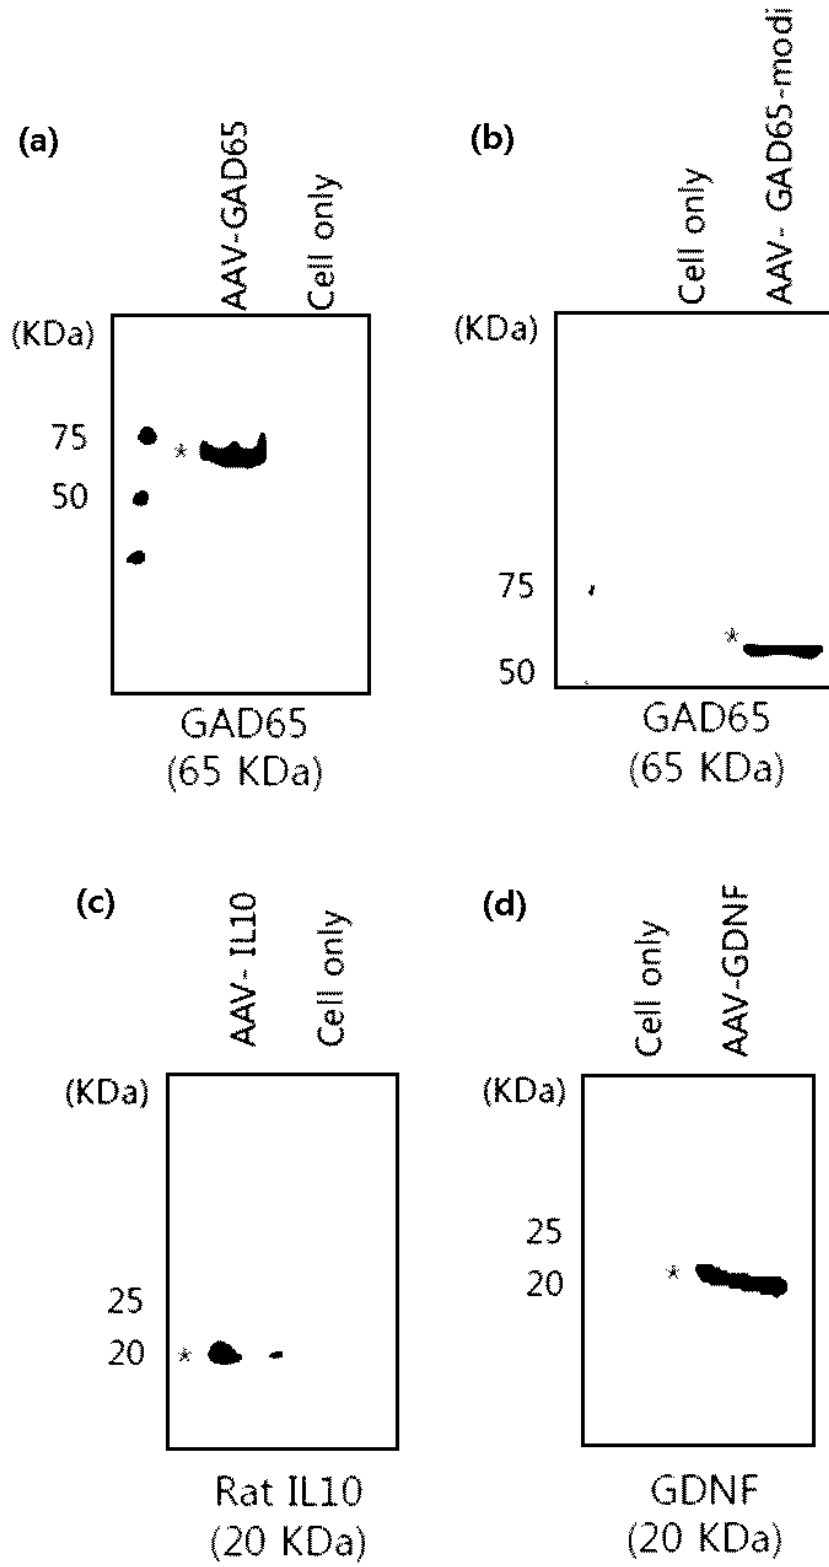 (a)
AAV-GAD65
Cell only
(KDa)
75
50
*
GAD65
(65 KDa)
(b)
Cell only
AAV- GAD65-modi
(KDa)
75
50
*
GAD65
(65 KDa)
(c)
AAV- IL10
Cell only
(KDa)
25
20
*
Rat IL10
(20 KDa)
(d)
Cell only
AAV-GDNF
(KDa)
25
20
*
GDNF
(20 KDa)